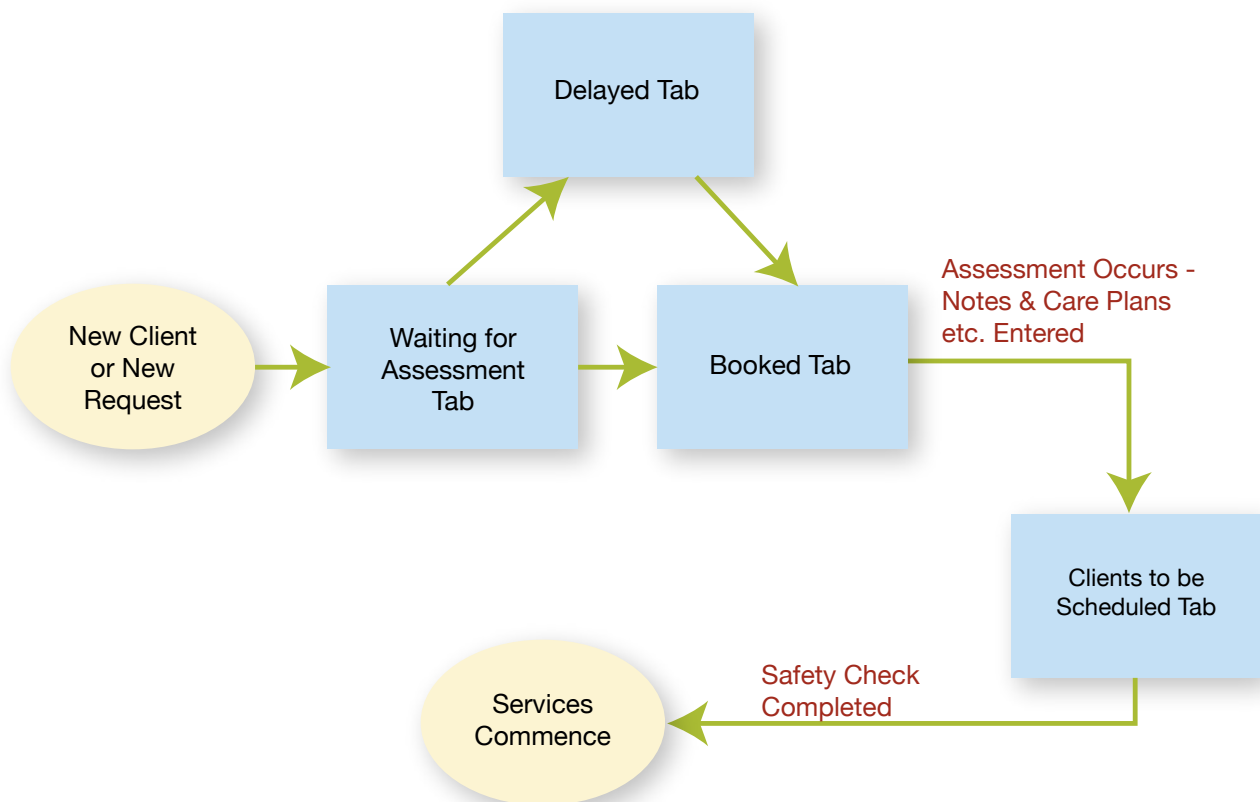 Delayed Tab
New Client
or New
Request
Waiting for
Assessment
Tab
Booked Tab
Assessment Occurs -
Notes & Care Plans
etc. Entered
Clients to be
Scheduled Tab
Safety Check
Completed
Services
Commence